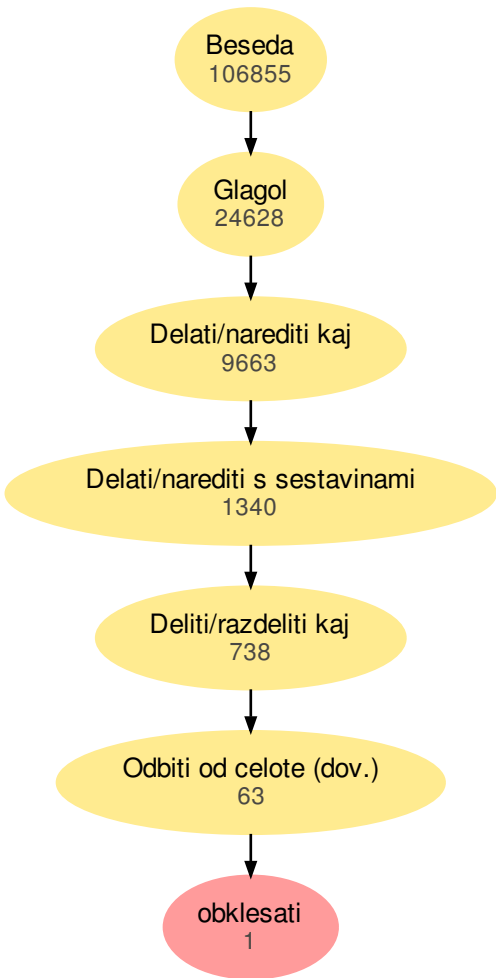 Beseda
106855
Glagol
24628
Delati/narediti kaj
9663
Delati/narediti s sestavinami
1340
Deliti/razdeliti kaj
738
Odbiti od celote (dov.)
63
obklesati
1